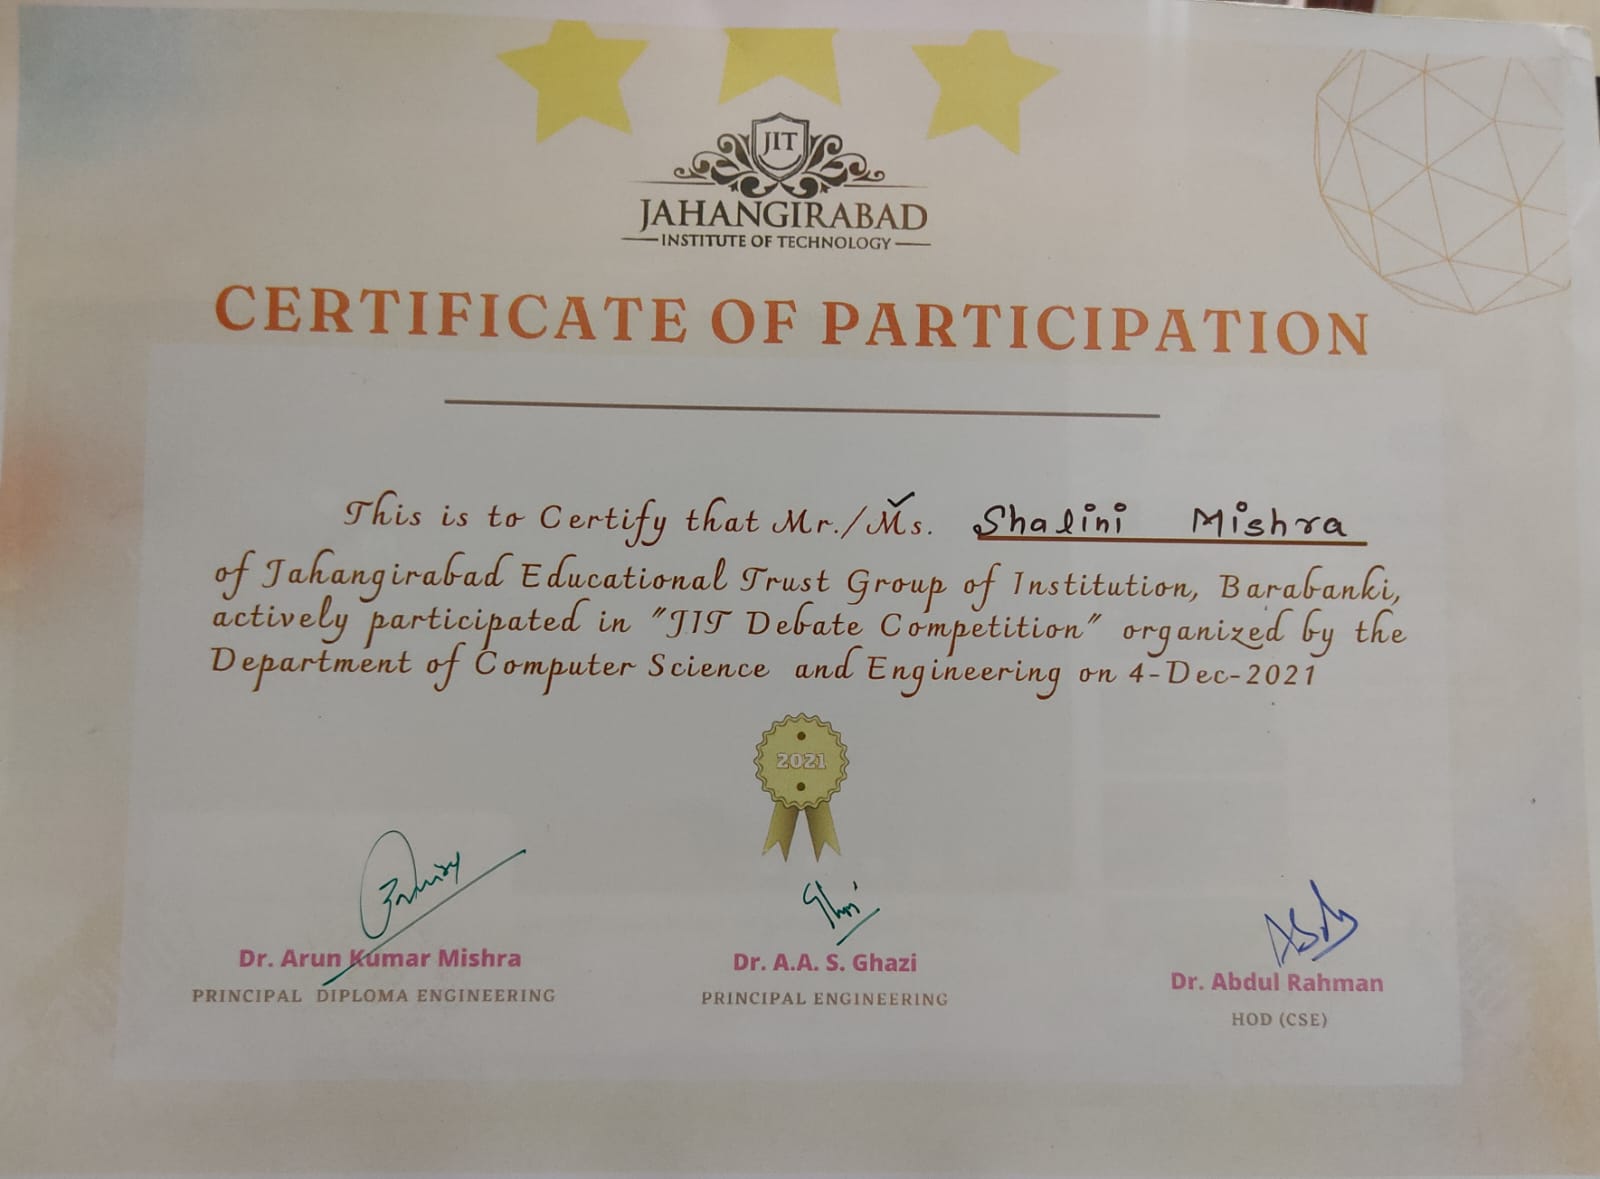 JIT
JAHANGIRABAD
INSTITUTE OF TECHNOLOGY
CERTIFICATE OF PARTICIPATION
This is to Certify that Mr./Ms. Shalini Mishra
of Jahangirabad Educational Trust Group of Institution, Barabanki,
actively participated in "JIT Debate Competition" organized by the
Department of Computer Science and Engineering on 4-Dec-2021
2021
Dr. Arun Kumar Mishra
PRINCIPAL DIPLOMA ENGINEERING
Dr. A.A. S. Ghazi
PRINCIPAL ENGINEERING
Dr. Abdul Rahman
HOD (CSE)